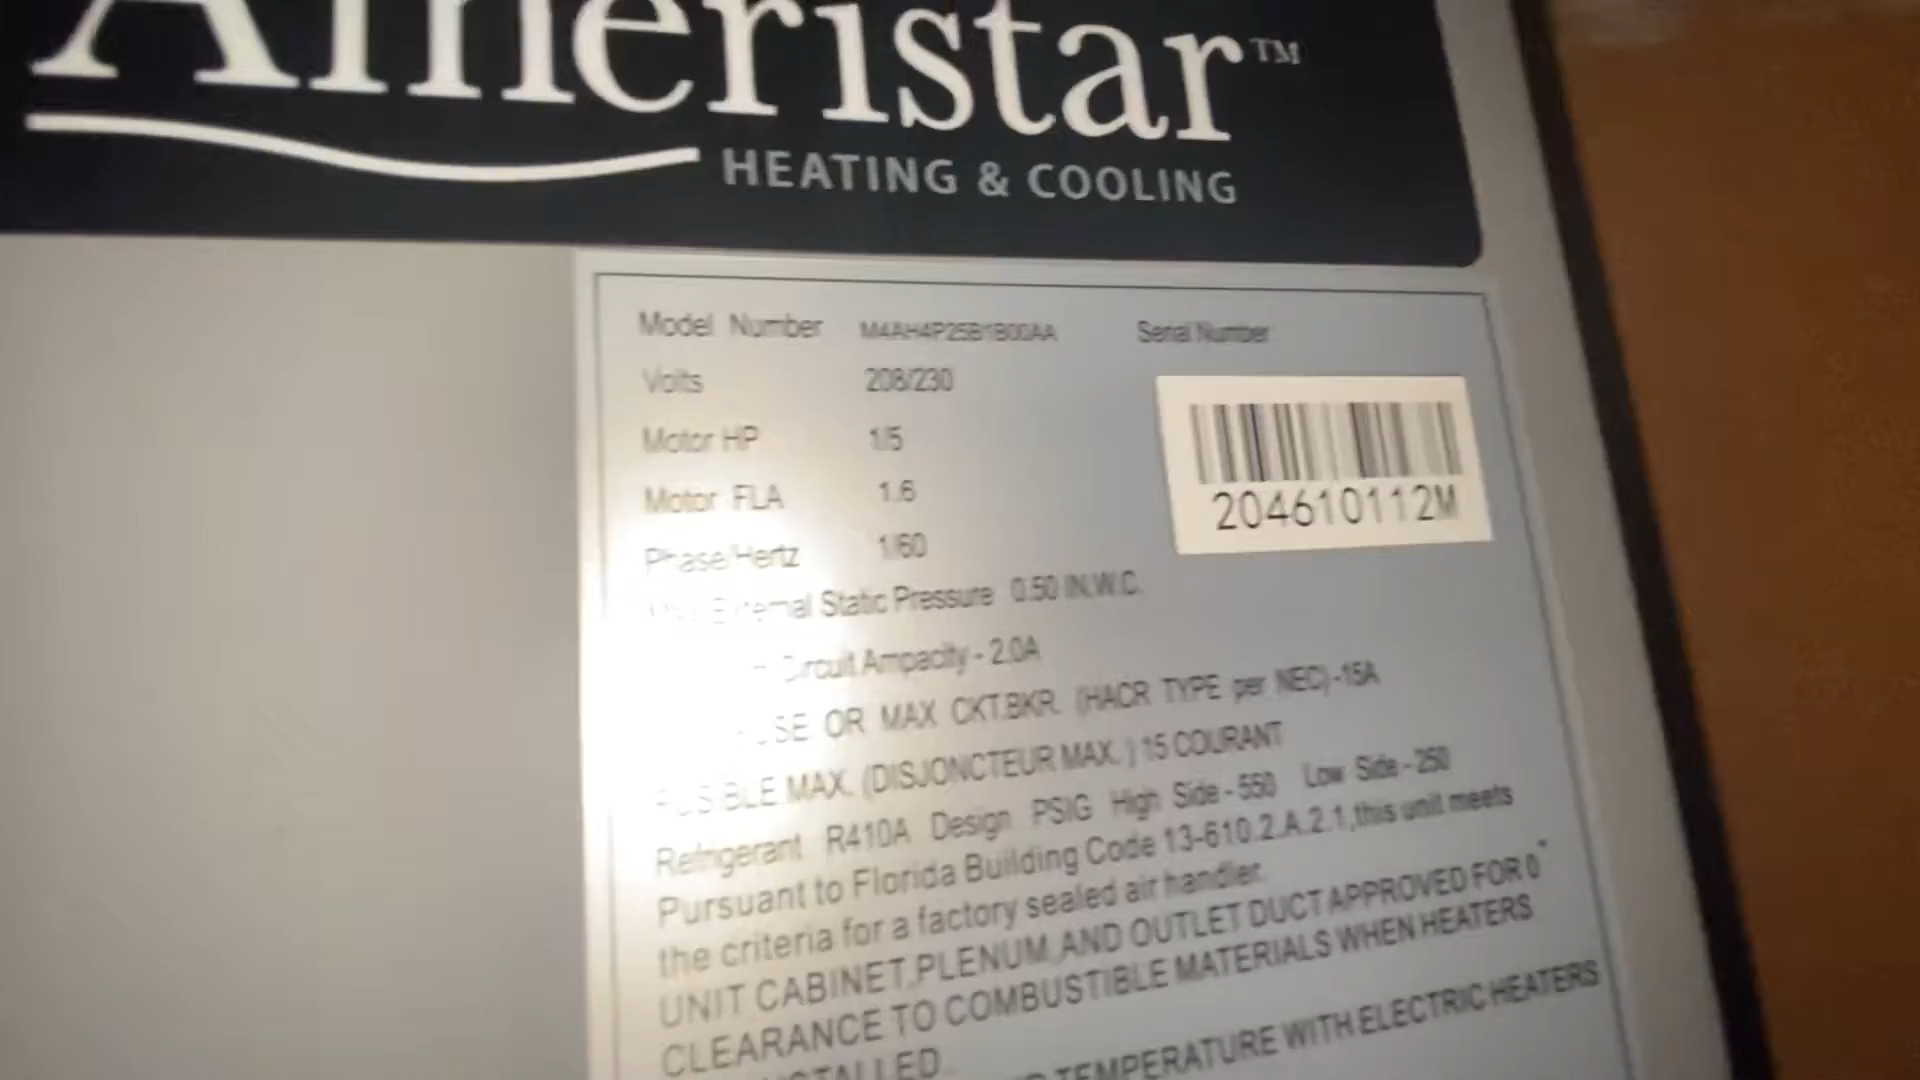 Ameristar™
HEATING & COOLING
Model Number M4AH4P25B1B00AA Serial Number
Volts 208/230
Motor HP 1/5
204610112M
Motor FLA 1.6
Phase/Hertz 1/60
External Static Pressure 0.50 IN.W.C.
Circuit Ampacity - 2.0A
OR MAX CKT.BKR. (HACR TYPE per NEC) -15A
FUSIBLE MAX. (DISJONCTEUR MAX. ) 15 COURANT
Refrigerant R410A Design PSIG High Side - 550 Low Side - 250
Pursuant to Florida Building Code 13-610.2.A.2.1,this unit meets
the criteria for a factory sealed air handler.
UNIT CABINET,PLENUM,AND OUTLET DUCT APPROVED FOR 0"
CLEARANCE TO COMBUSTIBLE MATERIALS WHEN HEATERS
TEMPERATURE WITH ELECTRIC HEATERS